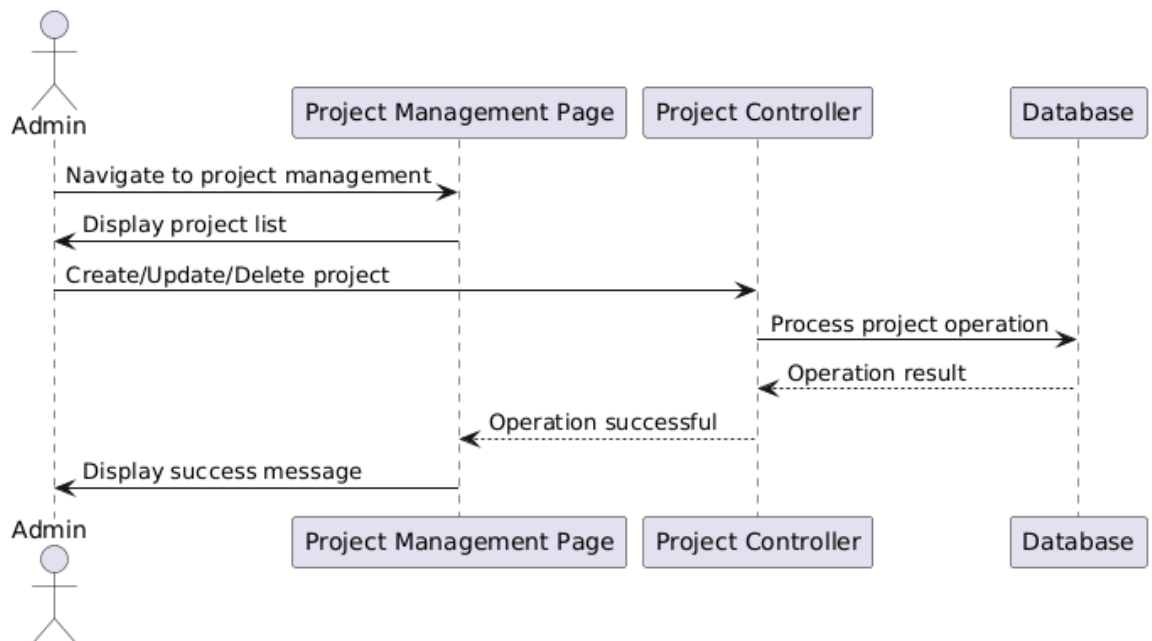 Admin
Project Management Page
Project Controller
Database
Navigate to project management
Display project list
Create/Update/Delete project
Process project operation
Operation result
Operation successful
Display success message
Admin
Project Management Page
Project Controller
Database